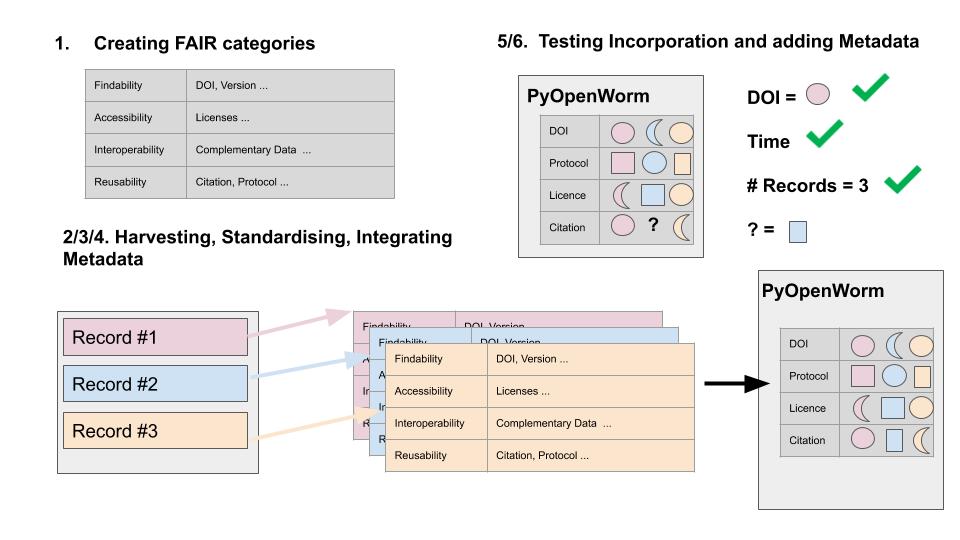 1. Creating FAIR categories
Findability DOI, Version ...
Accessibility Licenses ...
Interoperability Complementary Data ...
Reusability Citation, Protocol ...
2/3/4. Harvesting, Standardising, Integrating
Metadata
Record #1
Record #2
Record #3
Findability DOI, Version
A
In
R
Findability DOI, Version
A
In
R
Findability DOI, Version ...
Accessibility Licenses ...
Interoperability Complementary Data ...
Reusability Citation, Protocol ...
5/6. Testing Incorporation and adding Metadata
PyOpenWorm
DOI
Protocol
Licence
Citation ?
DOI =
Time
# Records = 3
? =
PyOpenWorm
DOI
Protocol
Licence
Citation